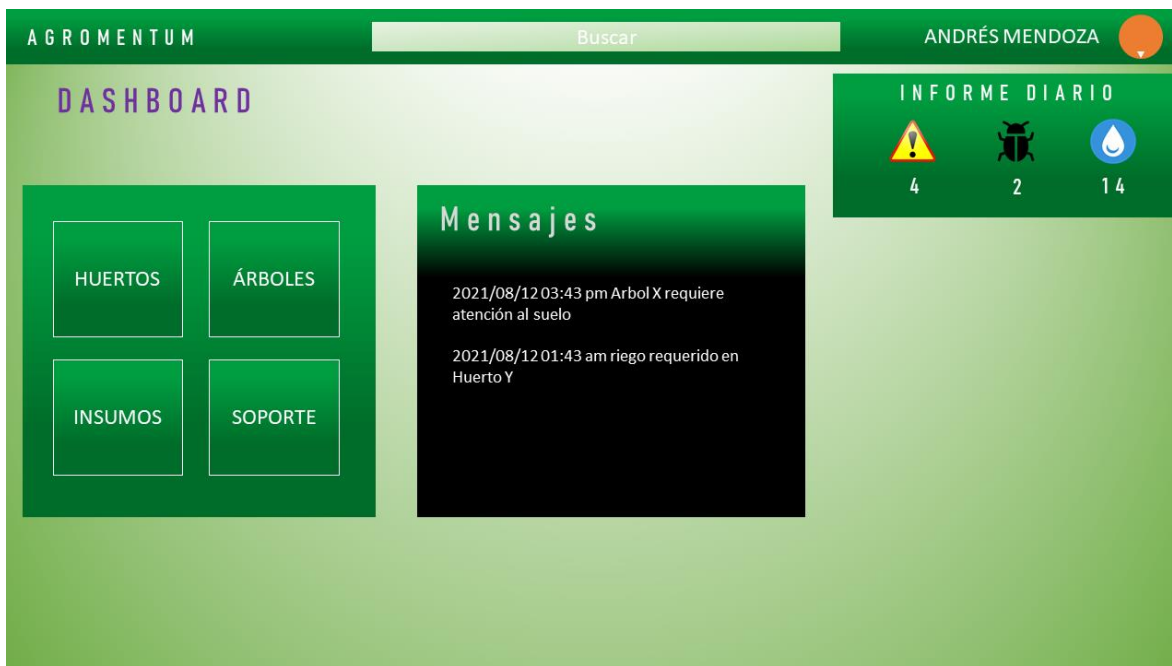 AGROMENTUM
Buscar
ANDRÉS MENDOZA
DASHBOARD
INFORME DIARIO
4
2
14
HUERTOS
ÁRBOLES
INSUMOS
SOPORTE
Mensajes
2021/08/12 03:43 pm Arbol X requiere
atención al suelo
2021/08/12 01:43 am riego requerido en
Huerto Y